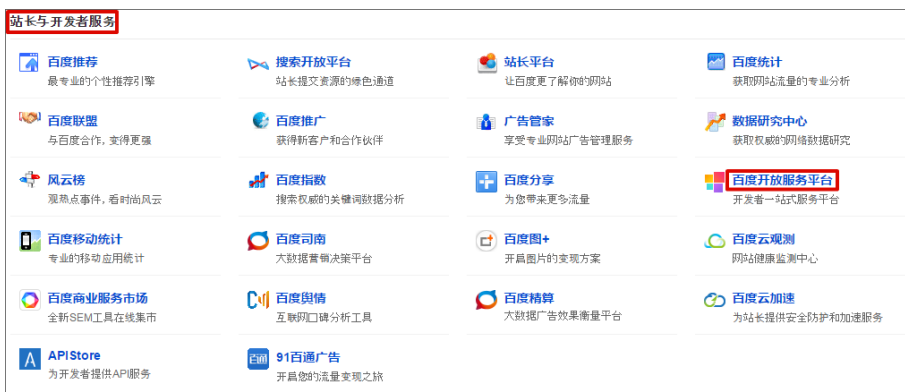 站长与开发者服务
百度推荐
最专业的个性推荐引擎
搜索开放平台
站长提交资源的绿色通道
站长平台
让百度更了解你的网站
百度统计
获取网站流量的专业分析
百度联盟
与百度合作,变得更强
百度推广
获得新客户和合作伙伴
广告管家
享受专业网站广告管理服务
数据研究中心
获取权威的网络数据研究
风云榜
观热点事件,看时尚风云
百度指数
搜索权威的关键词数据分析
百度分享
为您带来更多流量
百度开放服务平台
开发者一站式服务平台
百度移动统计
专业的移动应用统计
百度司南
大数据营销决策平台
百度图+
开启图片的变现方案
百度云观测
网站健康监测中心
百度商业服务市场
全新SEM工具在线集市
百度舆情
互联网口碑分析工具
百度精算
大数据广告效果衡量平台
百度云加速
为站长提供安全防护和加速服务
A APIStore
为开发者提供API服务
百通 91百通广告
开启您的流量变现之旅